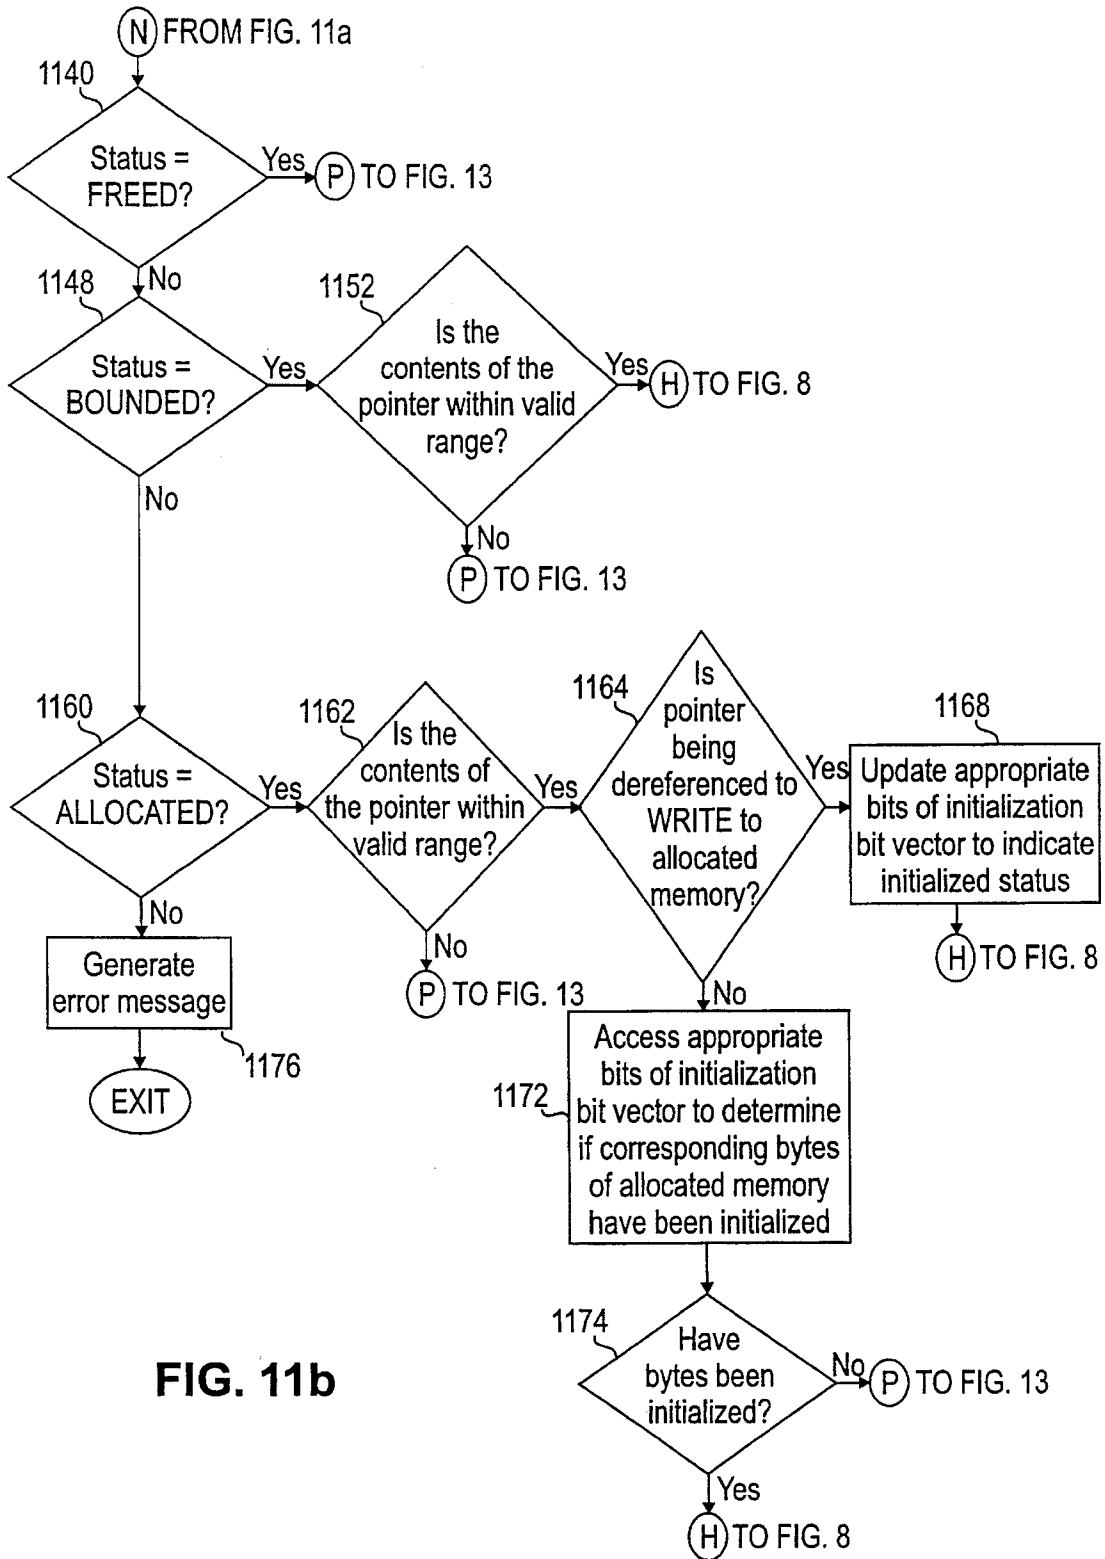 N FROM FIG. 11a
1140
Status =
FREED?
Yes
P TO FIG. 13
No
1148
Status =
BOUNDED?
Yes
1152
Is the
contents of the
pointer within valid
range?
Yes
H TO FIG. 8
No
P TO FIG. 13
No
1160
Status =
ALLOCATED?
Yes
1162
Is the
contents of
the pointer within
valid range?
Yes
1164
Is
pointer
being
dereferenced to
WRITE to
allocated
memory?
Yes
1168
Update appropriate
bits of initialization
bit vector to indicate
initialized status
H TO FIG. 8
No
Generate
error message
1176
EXIT
No
P TO FIG. 13
No
1172
Access appropriate
bits of initialization
bit vector to determine
if corresponding bytes
of allocated memory
have been initialized
1174
Have
bytes been
initialized?
No
P TO FIG. 13
Yes
H TO FIG. 8
FIG. 11b